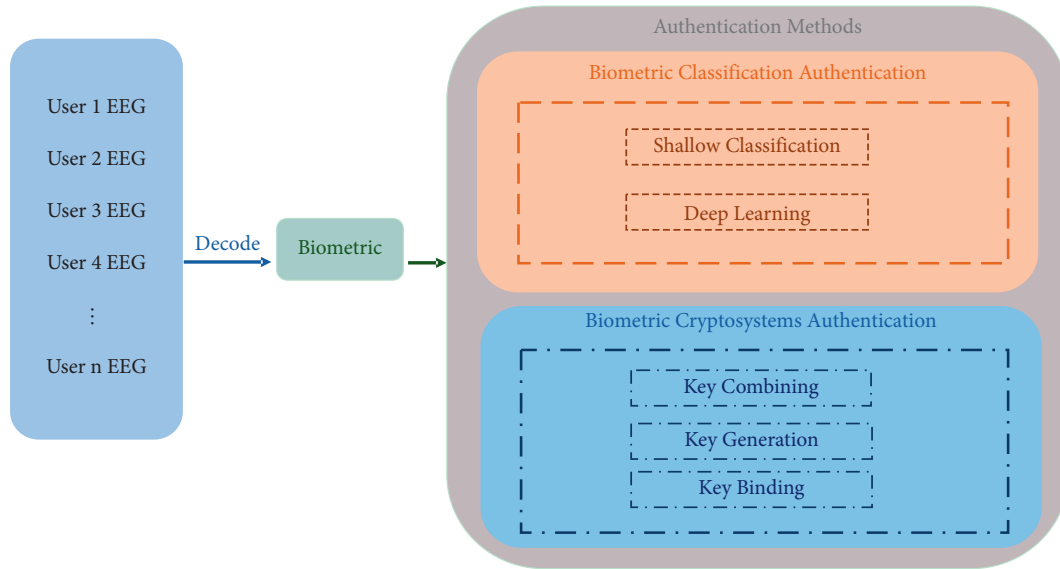 User 1 EEG
User 2 EEG
User 3 EEG
User 4 EEG
⋮
User n EEG
Decode
Biometric
Authentication Methods
Biometric Classification Authentication
Shallow Classification
Deep Learning
Biometric Cryptosystems Authentication
Key Combining
Key Generation
Key Binding